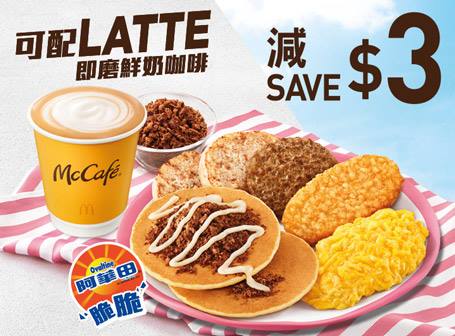 可配LATTE
即磨鮮奶咖啡
減
SAVE $3
McCafé
Ovaltine
阿華田
脆脆